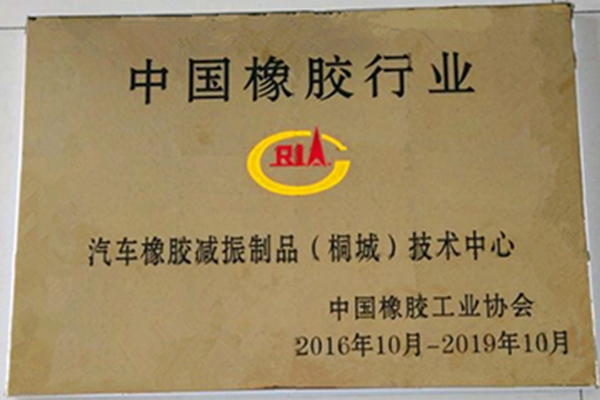 中国橡胶行业
CRIA
汽车橡胶减振制品（桐城）技术中心
中国橡胶工业协会
2016年10月-2019年10月